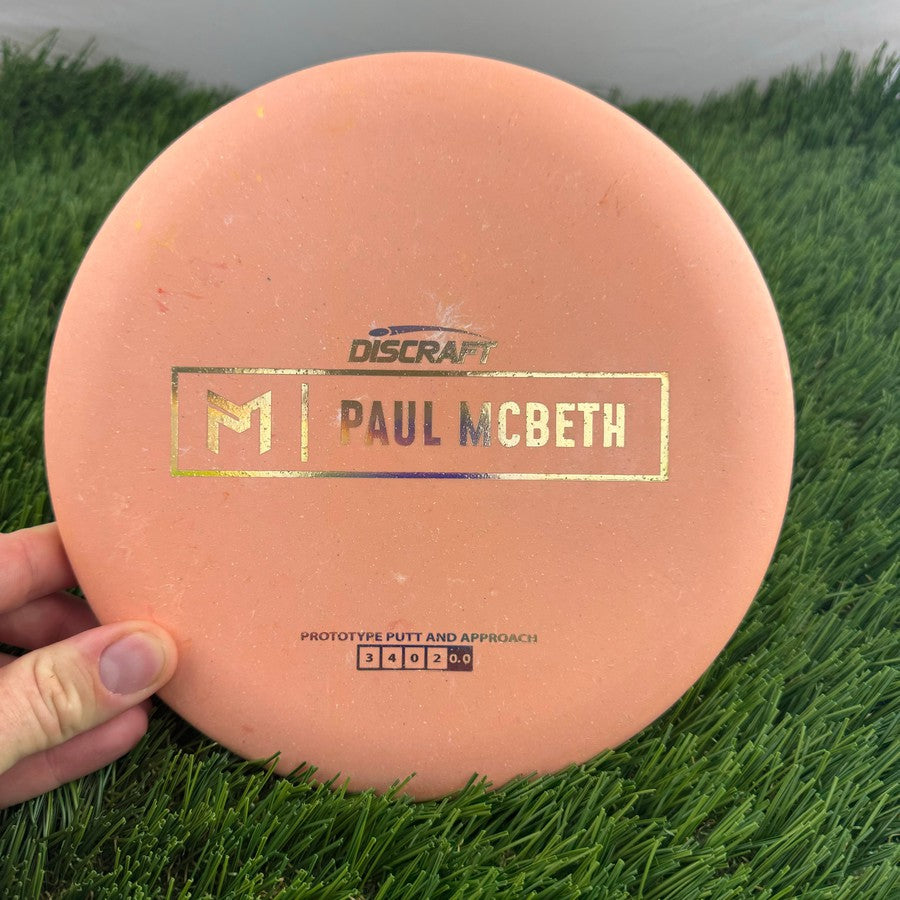 DISCRAFT
M PAUL MCBETH
PROTOTYPE PUTT AND APPROACH
3 4 0 2 0.0